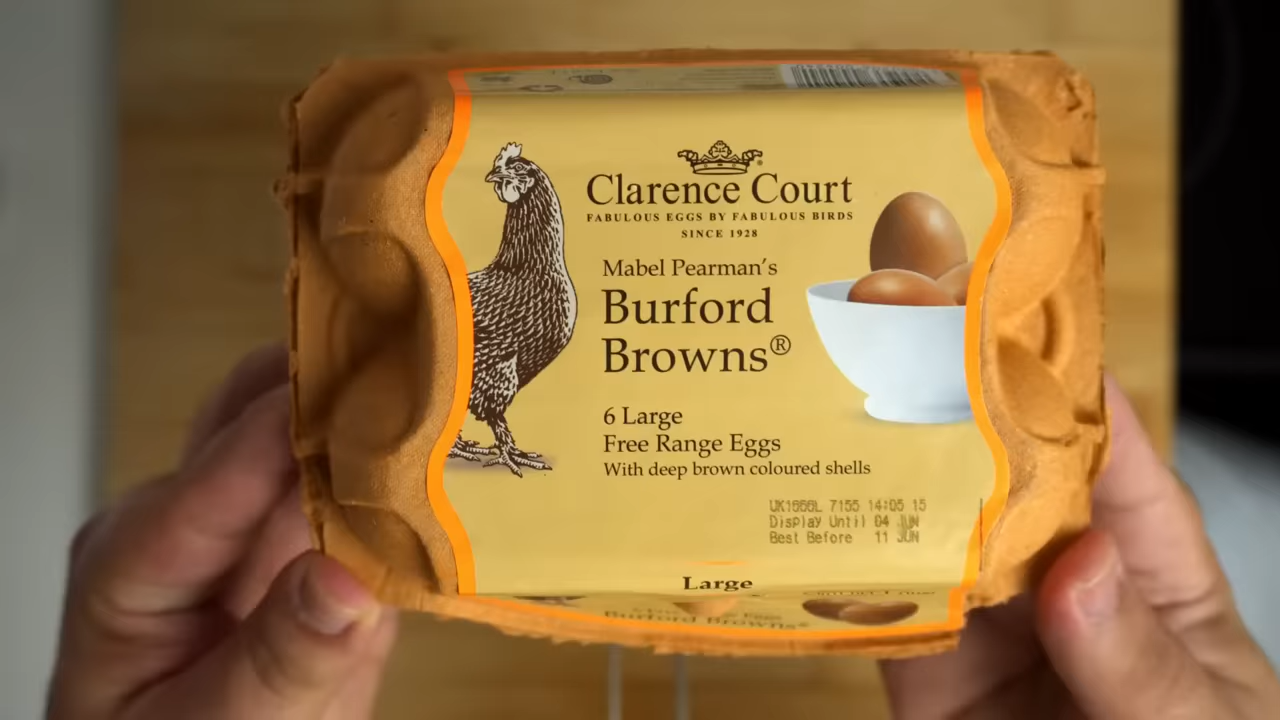 Clarence Court
FABULOUS EGGS BY FABULOUS BIRDS
SINCE 1928
Mabel Pearman's
Burford
Browns®
6 Large
Free Range Eggs
With deep brown coloured shells
UK1666L 7155 14:05 15
Display Until 04 JUN
Best Before 11 JUN
Large
Burford Browns®